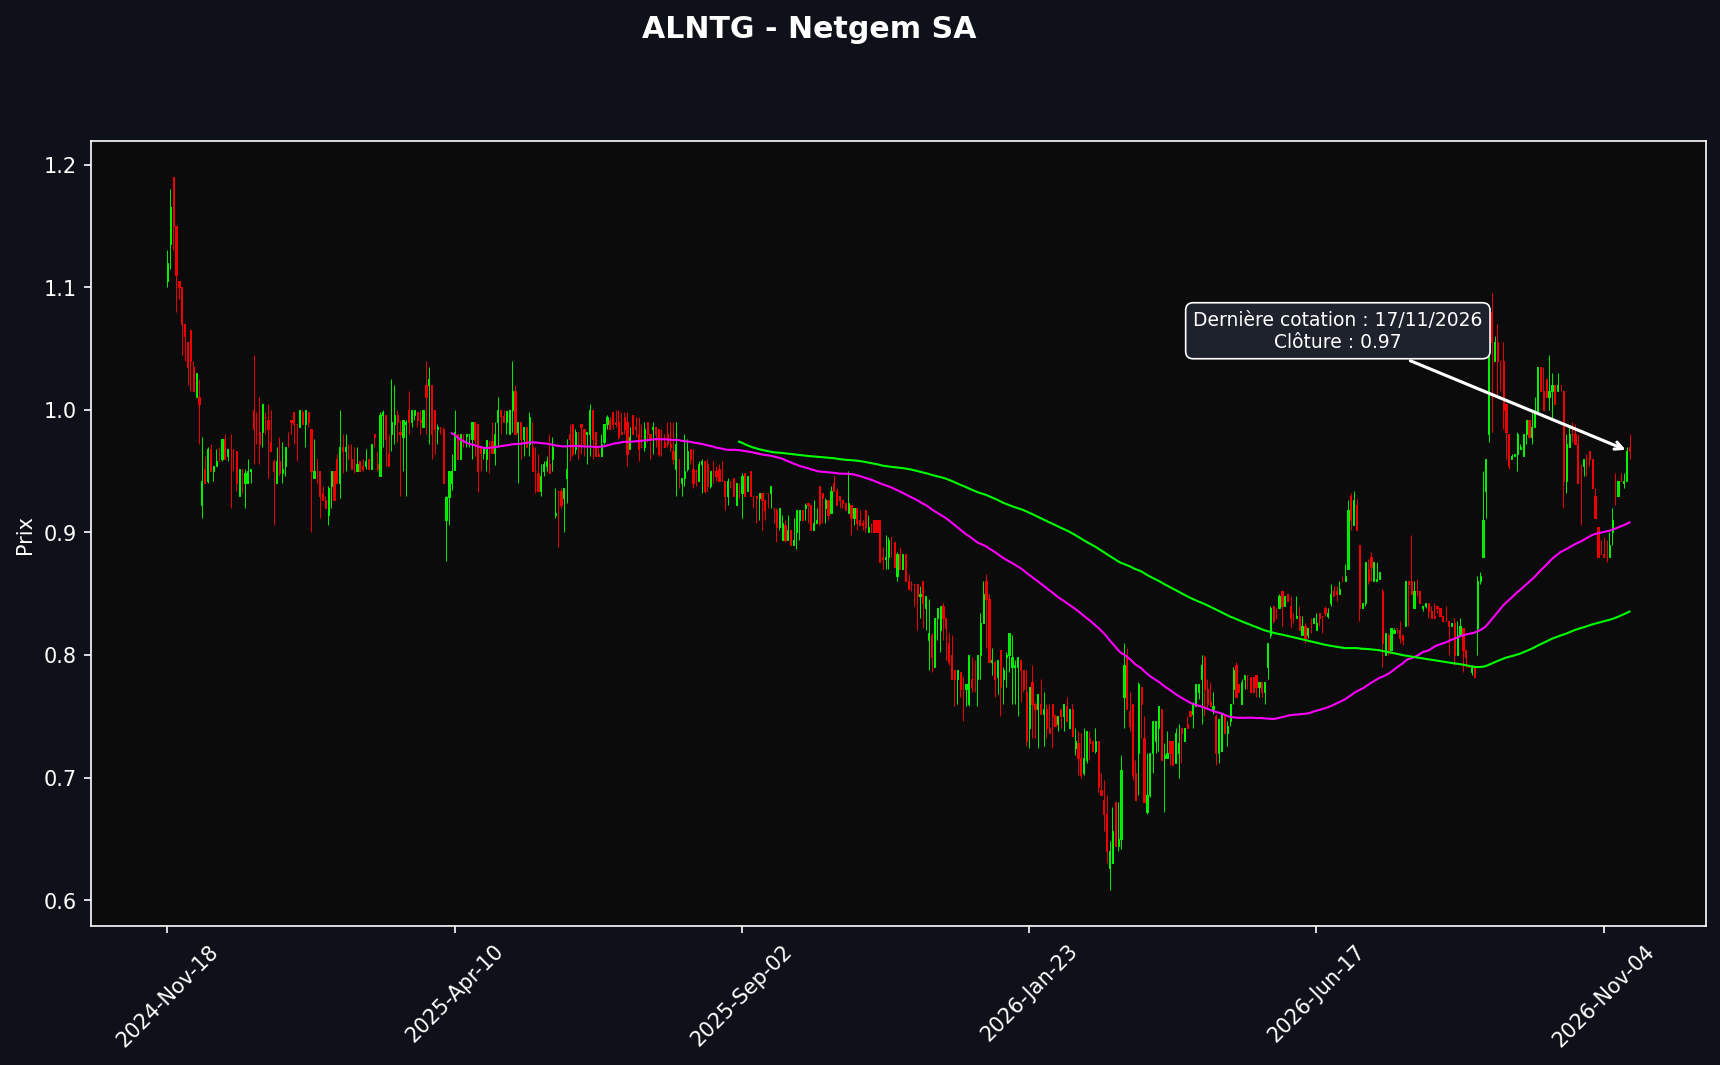 ALNTG - Netgem SA
Dernière cotation : 17/11/2026
Clôture : 0.97
Prix
1.2
1.1
1.0
0.9
0.8
0.7
0.6
2024-Nov-18
2025-Apr-10
2025-Sep-02
2026-Jan-23
2026-Jun-17
2026-Nov-04